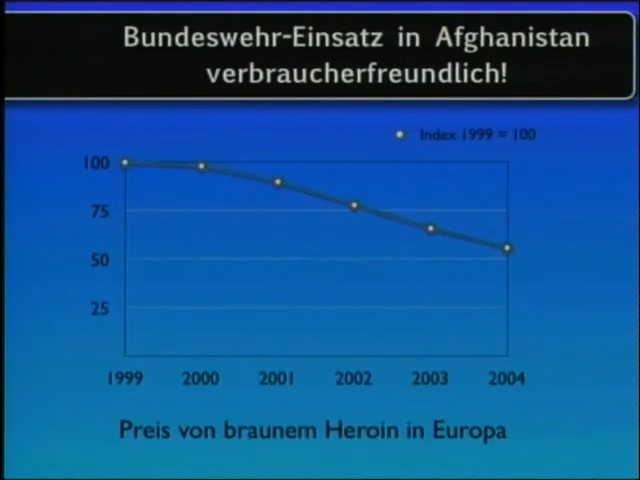 Bundeswehr-Einsatz in Afghanistan
verbraucherfreundlich!
Index 1999 = 100
100
75
50
25
1999 2000 2001 2002 2003 2004
Preis von braunem Heroin in Europa